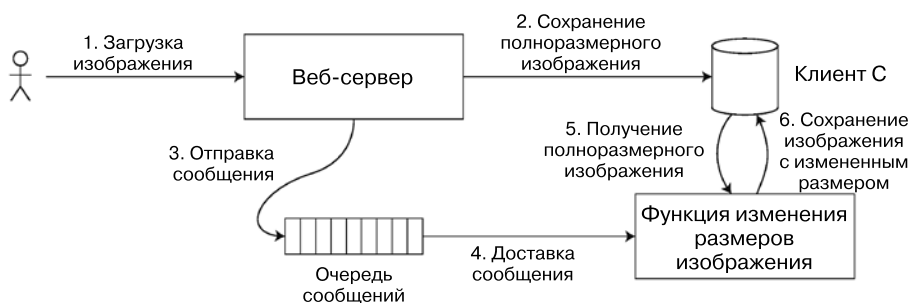 1. Загрузка
изображения
Веб-сервер
2. Сохранение
полноразмерного
изображения
Клиент C
3. Отправка
сообщения
5. Получение
полноразмерного
изображения
6. Сохранение
изображения
с измененным
размером
Очередь
сообщений
4. Доставка
сообщения
Функция изменения
размеров
изображения